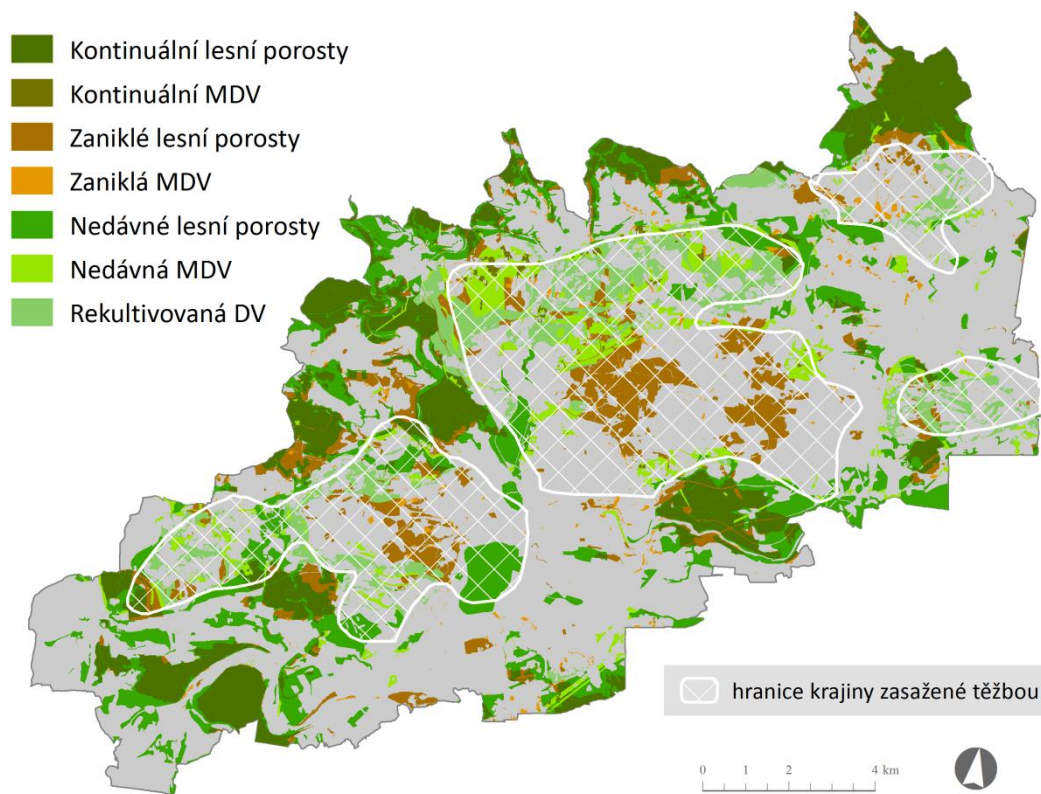 Kontinuální lesní porosty
Kontinuální MDV
Zaniklé lesní porosty
Zaniklá MDV
Nedávné lesní porosty
Nedávná MDV
Rekultivovaná DV
hranice krajiny zasažené těžbou
0 1 2 4 km